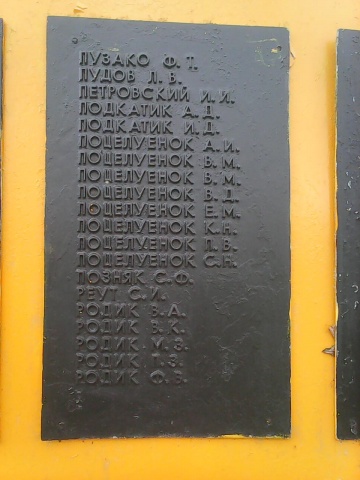 ПУЗАКО Ф. Т.
ПУДОВ Л. В.
ПЕТРОВСКИЙ И. И.
ПОДКАТИК А. Д.
ПОДКАТИК И. Д.
ПОЦЕЛУЕНОК А. И.
ПОЦЕЛУЕНОК В. М.
ПОЦЕЛУЕНОК В. М.
ПОЦЕЛУЕНОК В. Д.
ПОЦЕЛУЕНОК Е. М.
ПОЦЕЛУЕНОК К. Н.
ПОЦЕЛУЕНОК П. В.
ПОЦЕЛУЕНОК С. Н.
ПОЗНЯК С. Ф.
РЕУТ С. И.
РОДИК В. А.
РОДИК В. К.
РОДИК М. З.
РОДИК Т. З.
РОДИК Ф. З.